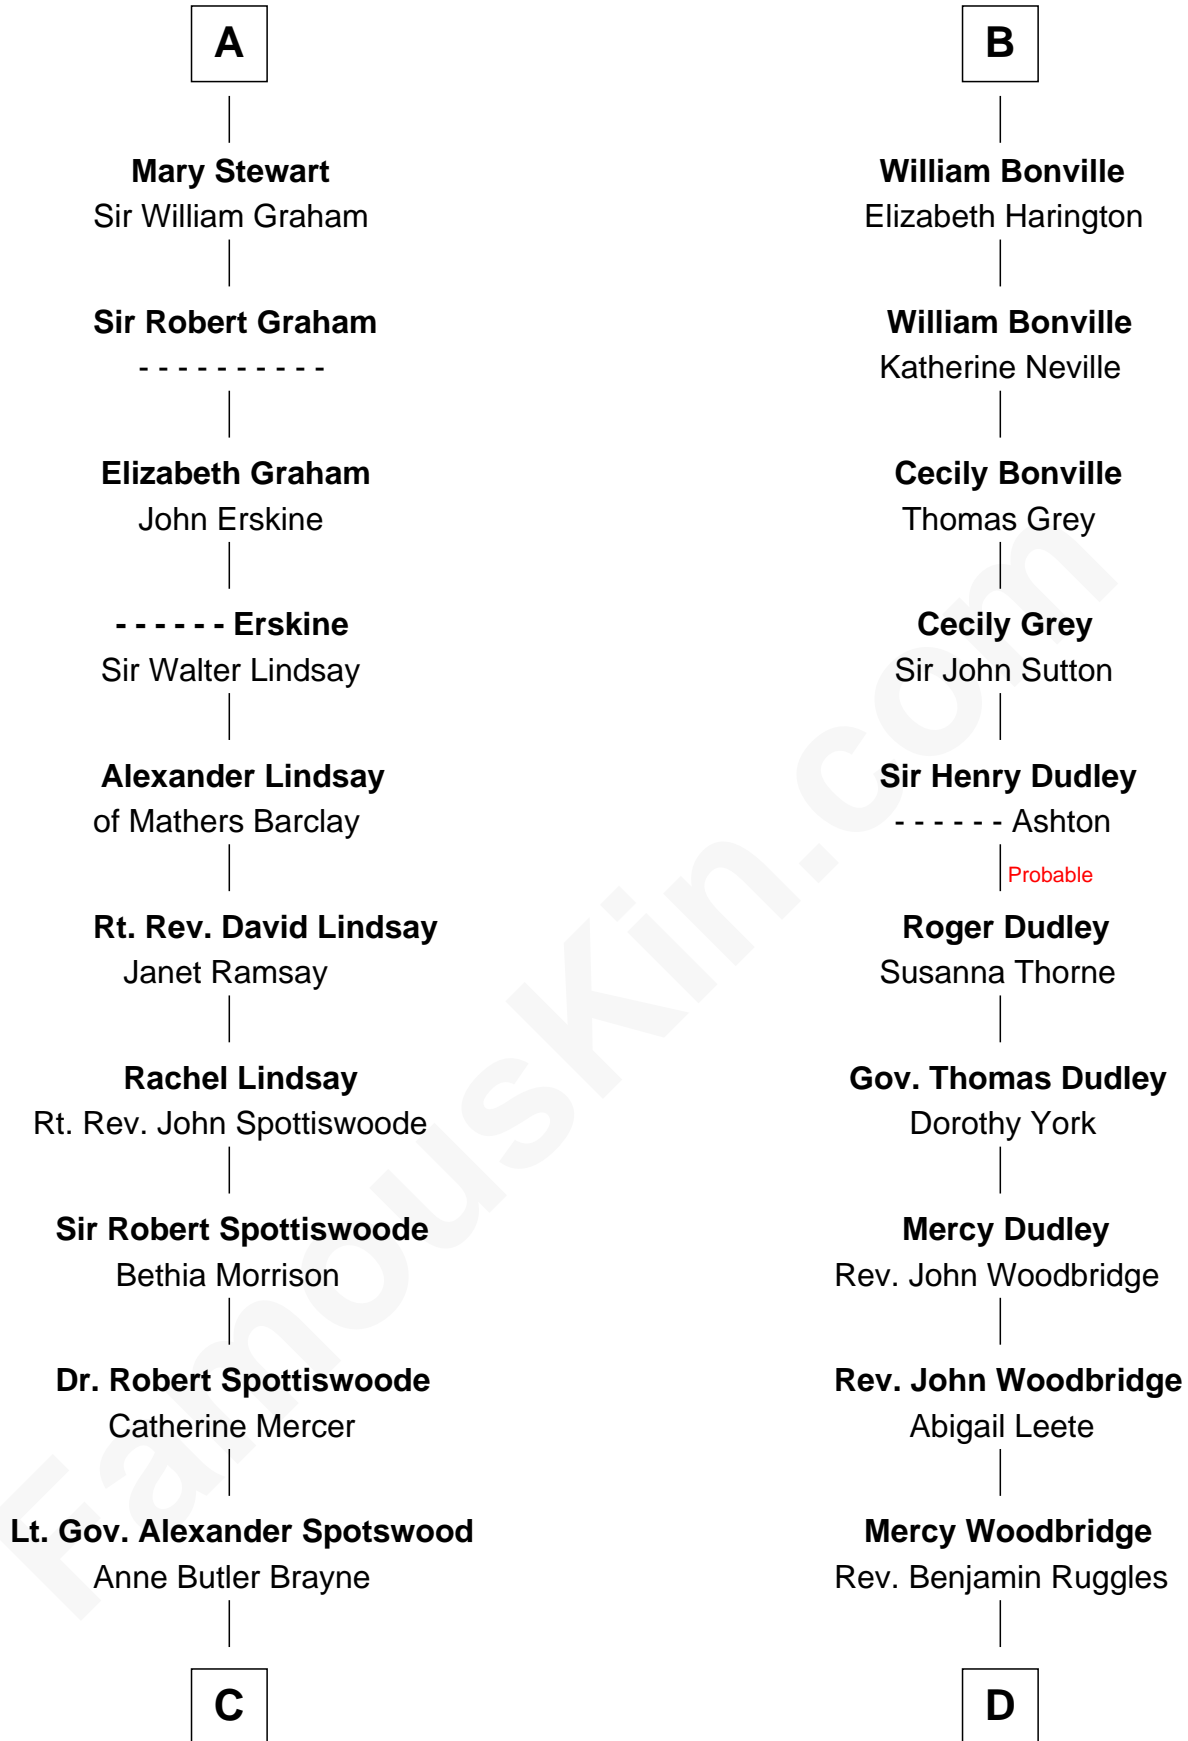 A
Mary Stewart
Sir William Graham
Sir Robert Graham
- - - - - - - - - -
Elizabeth Graham
John Erskine
- - - - - - Erskine
Sir Walter Lindsay
Alexander Lindsay
of Mathers Barclay
Rt. Rev. David Lindsay
Janet Ramsay
Rachel Lindsay
Rt. Rev. John Spottiswoode
Sir Robert Spottiswoode
Bethia Morrison
Dr. Robert Spottiswoode
Catherine Mercer
Lt. Gov. Alexander Spotswood
Anne Butler Brayne
C
B
William Bonville
Elizabeth Harington
William Bonville
Katherine Neville
Cecily Bonville
Thomas Grey
Cecily Grey
Sir John Sutton
Sir Henry Dudley
- - - - - - Ashton
Probable
Roger Dudley
Susanna Thorne
Gov. Thomas Dudley
Dorothy York
Mercy Dudley
Rev. John Woodbridge
Rev. John Woodbridge
Abigail Leete
Mercy Woodbridge
Rev. Benjamin Ruggles
D
FamousKin.com